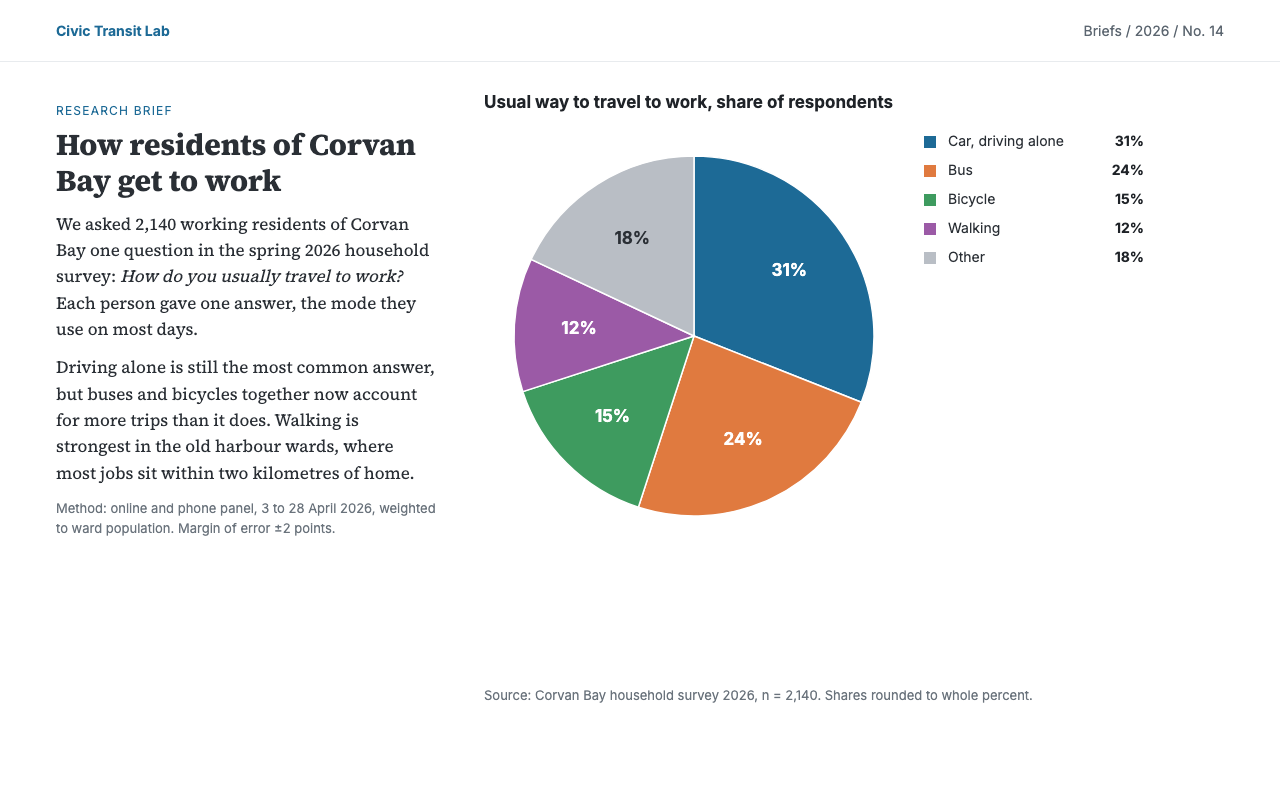 Civic Transit Lab
Briefs / 2026 / No. 14
RESEARCH BRIEF
How residents of Corvan
Bay get to work
We asked 2,140 working residents of Corvan
Bay one question in the spring 2026 household
survey: How do you usually travel to work?
Each person gave one answer, the mode they
use on most days.
Driving alone is still the most common answer,
but buses and bicycles together now account
for more trips than it does. Walking is
strongest in the old harbour wards, where
most jobs sit within two kilometres of home.
Method: online and phone panel, 3 to 28 April 2026, weighted
to ward population. Margin of error ±2 points.
Usual way to travel to work, share of respondents
31%
24%
15%
12%
18%
Car, driving alone 31%
Bus 24%
Bicycle 15%
Walking 12%
Other 18%
Source: Corvan Bay household survey 2026, n = 2,140. Shares rounded to whole percent.